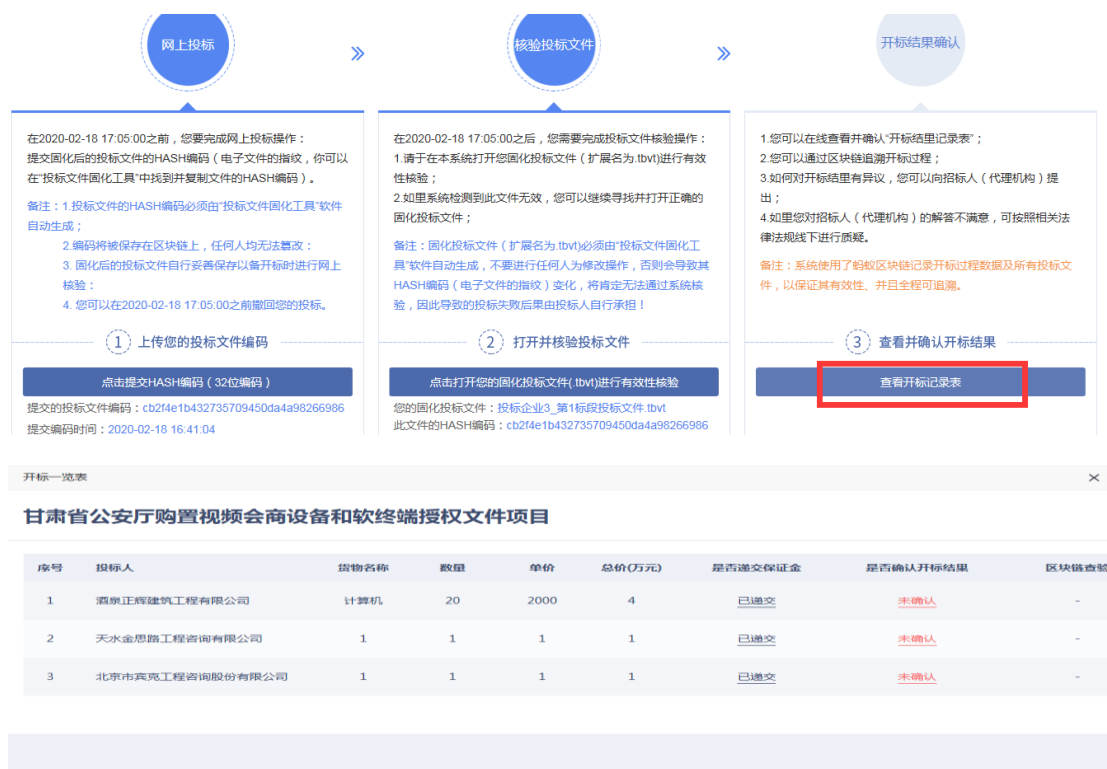 网上投标
核验投标文件
开标结果确认
在2020-02-18 17:05:00之前，您要完成网上投标操作：
提交固化后的投标文件的HASH编码（电子文件的指纹，你可以
在“投标文件固化工具”中找到并复制文件的HASH编码）。
备注：1.投标文件的HASH编码必须由“投标文件固化工具”软件
自动生成；
2.编码将被保存在区块链上，任何人均无法篡改：
3. 固化后的投标文件自行妥善保存以备开标时进行网上
核验：
4. 您可以在2020-02-18 17:05:00之前撤回您的投标。
1 上传您的投标文件编码
点击提交HASH编码（32位编码）
提交的投标文件编码：cb2f4e1b432735709450da4a98266986
提交编码时间：2020-02-18 16:41:04
在2020-02-18 17:05:00之后，您需要完成投标文件核验操作：
1.请于在本系统打开您固化投标文件（扩展名为.tbvt)进行有效
性核验；
2.如里系统检测到此文件无效，您可以继续寻找并打开正确的
固化投标文件；
备注：固化投标文件（扩展名为.tbvt)必须由“投标文件固化工
具”软件自动生成，不要进行任何人为修改操作，否则会导致其
HASH编码（电子文件的指纹）变化，将肯定无法通过系统核
验，因此导致的投标失败后果由投标人自行承担！
2 打开并核验投标文件
点击打开您的固化投标文件(.tbvt)进行有效性核验
您的固化投标文件：投标企业3_第1标段投标文件.tbvt
此文件的HASH编码：cb2f4e1b432735709450da4a98266986
1.您可以在线查看并确认“开标结里记录表”；
2.您可以通过区块链追溯开标过程；
3.如何对开标结里有异议，您可以向招标人（代理机构）提
出；
4.如里您对招标人（代理机构）的解答不满意，可按照相关法
律法规线下进行质疑。
备注：系统使用了蚂蚁区块链记录开标过程数据及所有投标文
件，以保证其有效性、并且全程可追溯。
3 查看并确认开标结果
查看开标记录表
开标一览表 ×
甘肃省公安厅购置视频会商设备和软终端授权文件项目
序号 投标人 货物名称 数量 单价 总价(万元) 是否递交保证金 是否确认开标结果 区块链查验
1 酒泉正辉建筑工程有限公司 计算机 20 2000 4 已递交 未确认 -
2 天水金思路工程咨询有限公司 1 1 1 1 已递交 未确认 -
3 北京市宾克工程咨询股份有限公司 1 1 1 1 已递交 未确认 -